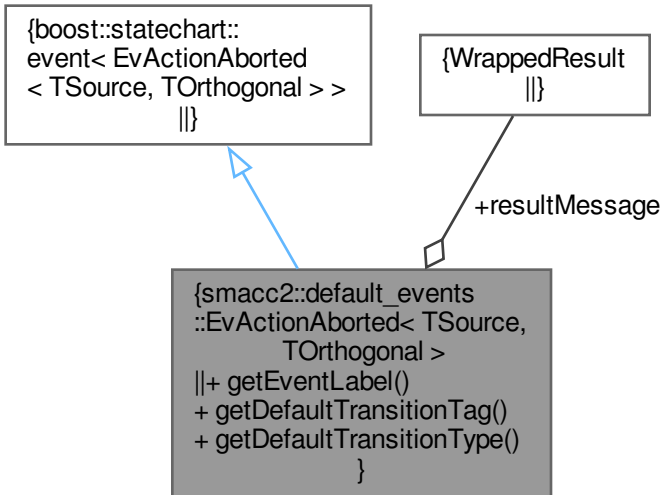 {boost::statechart::
event< EvActionAborted
< TSource, TOrthogonal > >
||}
{WrappedResult
||}
+resultMessage
{smacc2::default_events
::EvActionAborted< TSource,
TOrthogonal >
||+ getEventLabel()
+ getDefaultTransitionTag()
+ getDefaultTransitionType()
}